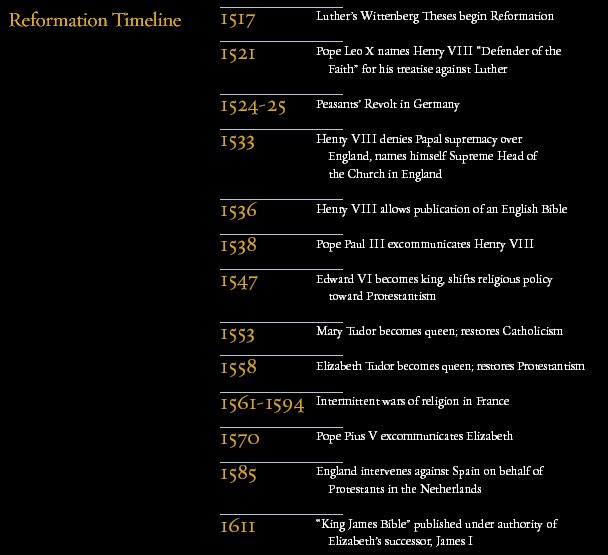 Reformation Timeline
1517 Luther's Wittenberg Theses begin Reformation
1521 Pope Leo X names Henry VIII "Defender of the
Faith" for his treatise against Luther
1524-25 Peasants' Revolt in Germany
1533 Henry VIII denies Papal supremacy over
England, names himself Supreme Head of
the Church in England
1536 Henry VIII allows publication of an English Bible
1538 Pope Paul III excommunicates Henry VIII
1547 Edward VI becomes king, shifts religious policy
toward Protestantism
1553 Mary Tudor becomes queen; restores Catholicism
1558 Elizabeth Tudor becomes queen; restores Protestantism
1561-1594 Intermittent wars of religion in France
1570 Pope Pius V excommunicates Elizabeth
1585 England intervenes against Spain on behalf of
Protestants in the Netherlands
1611 "King James Bible" published under authority of
Elizabeth's successor, James I